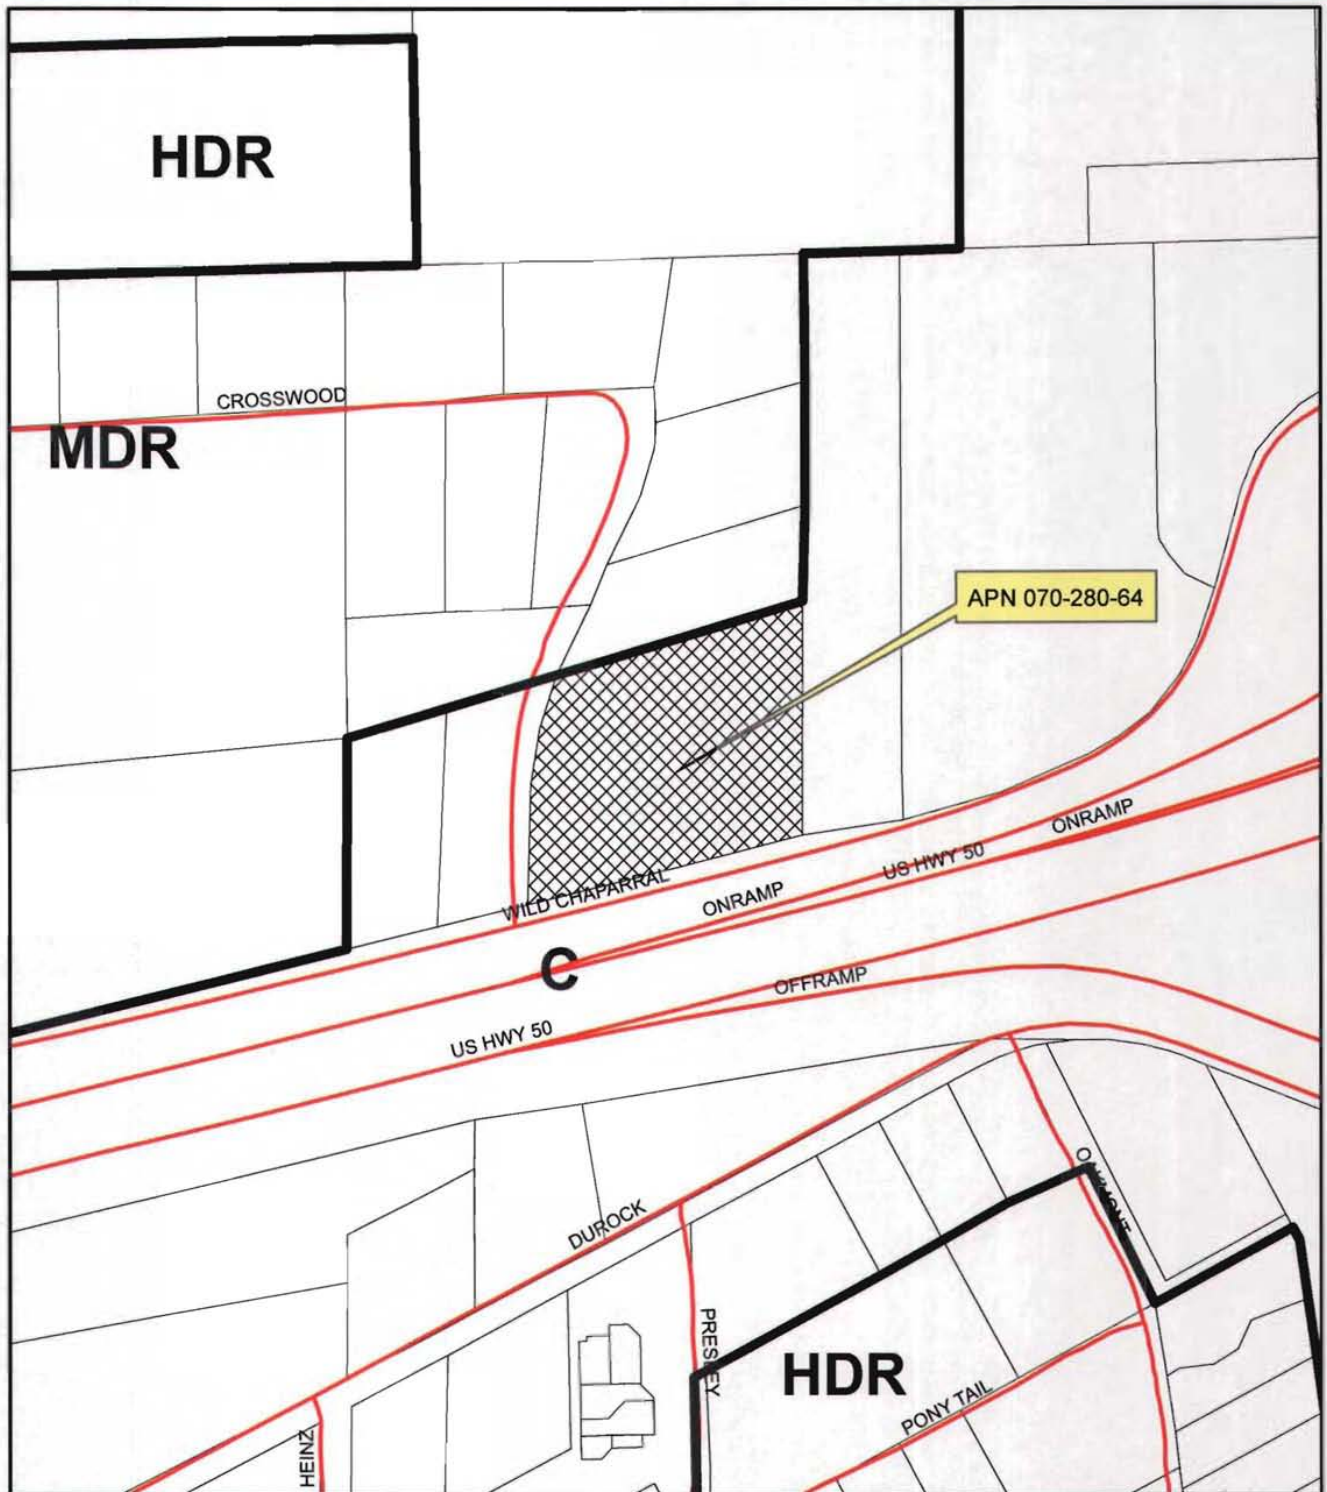 HDR
CROSSWOOD
MDR
APN 070-280-64
ONRAMP
US HWY 50
WILD CHAPARRAL
ONRAMP
C
OFFRAMP
US HWY 50
OAKMONT
DUROCK
PRESLEY
HDR
PONY TAIL
HEINZ